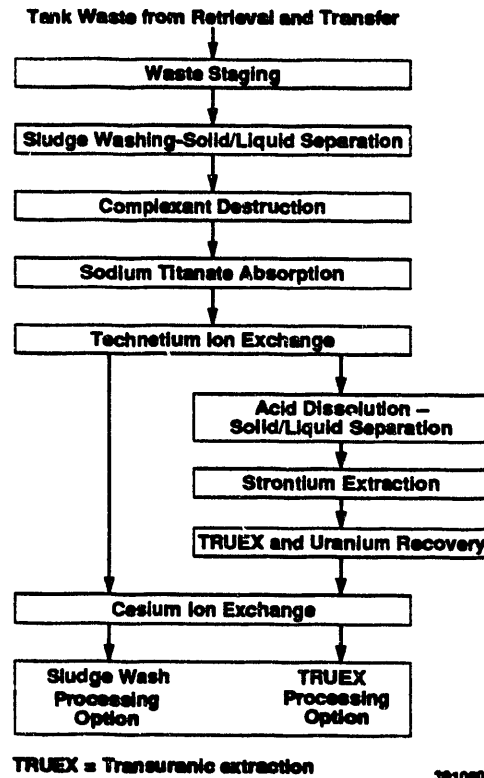 Tank Waste from Retrieval and Transfer
Waste Staging
Sludge Washing-Solid/Liquid Separation
Complexant Destruction
Sodium Titanate Absorption
Technetium Ion Exchange
Acid Dissolution –
Solid/Liquid Separation
Strontium Extraction
TRUEX and Uranium Recovery
Cesium Ion Exchange
Sludge Wash
Processing
Option
TRUEX
Processing
Option
TRUEX = Transuranic extraction